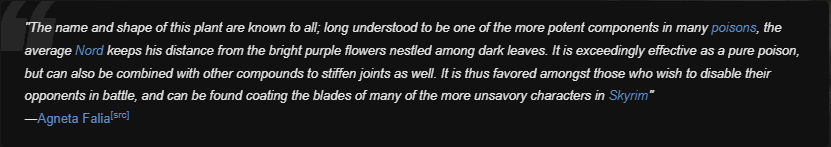 "The name and shape of this plant are known to all; long understood to be one of the more potent components in many poisons, the
average Nord keeps his distance from the bright purple flowers nestled among dark leaves. It is exceedingly effective as a pure poison,
but can also be combined with other compounds to stiffen joints as well. It is thus favored amongst those who wish to disable their
opponents in battle, and can be found coating the blades of many of the more unsavory characters in Skyrim"
—Agneta Falia[src]